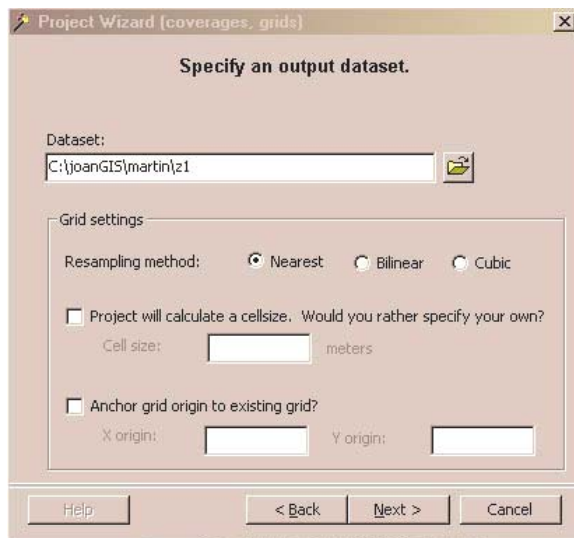 Project Wizard (coverages, grids)
Specify an output dataset.
Dataset:
C:\joanGIS\martin\z1
Grid settings
Resampling method: Nearest Bilinear Cubic
Project will calculate a cellsize. Would you rather specify your own?
Cell size: meters
Anchor grid origin to existing grid?
X origin: Y origin:
Help < Back Next > Cancel